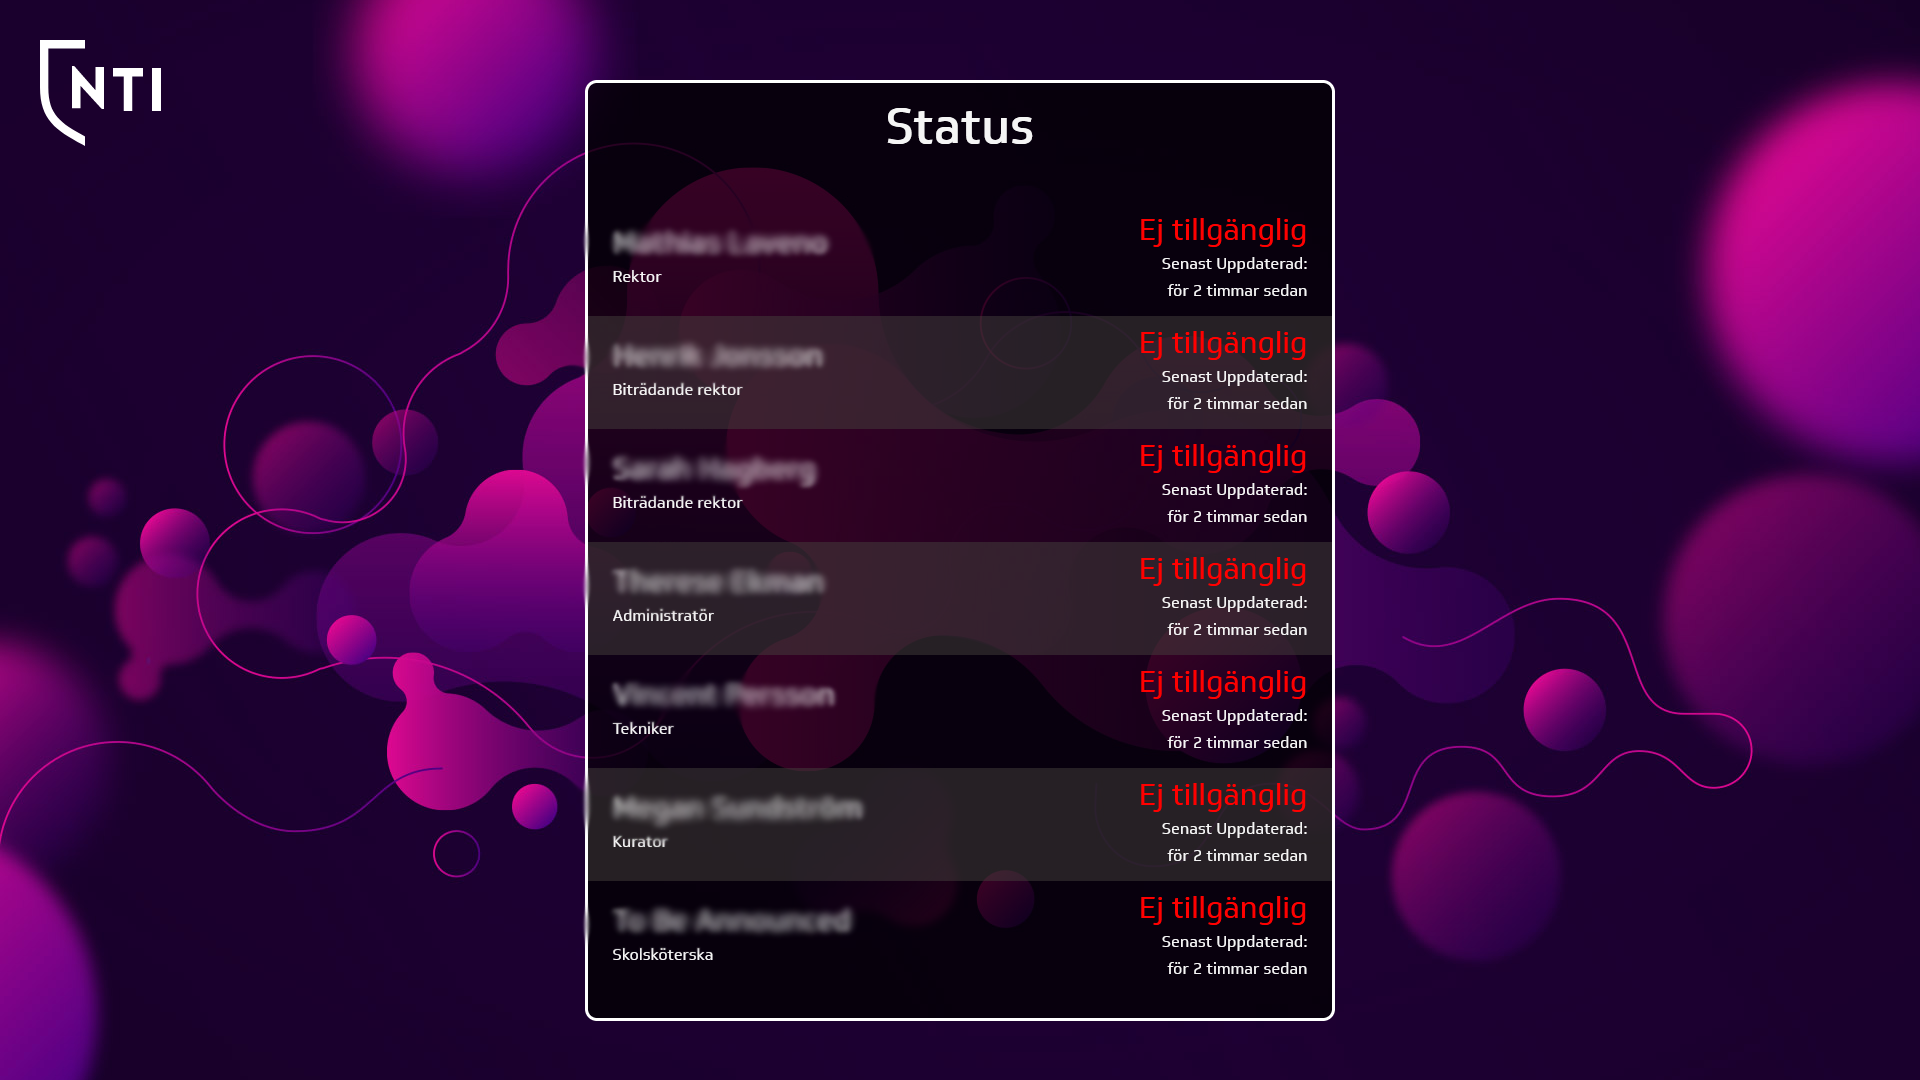 NTI
Status
Rektor
Ej tillgänglig
Senast Uppdaterad:
för 2 timmar sedan
Biträdande rektor
Ej tillgänglig
Senast Uppdaterad:
för 2 timmar sedan
Biträdande rektor
Ej tillgänglig
Senast Uppdaterad:
för 2 timmar sedan
Administratör
Ej tillgänglig
Senast Uppdaterad:
för 2 timmar sedan
Tekniker
Ej tillgänglig
Senast Uppdaterad:
för 2 timmar sedan
Kurator
Ej tillgänglig
Senast Uppdaterad:
för 2 timmar sedan
Skolsköterska
Ej tillgänglig
Senast Uppdaterad:
för 2 timmar sedan